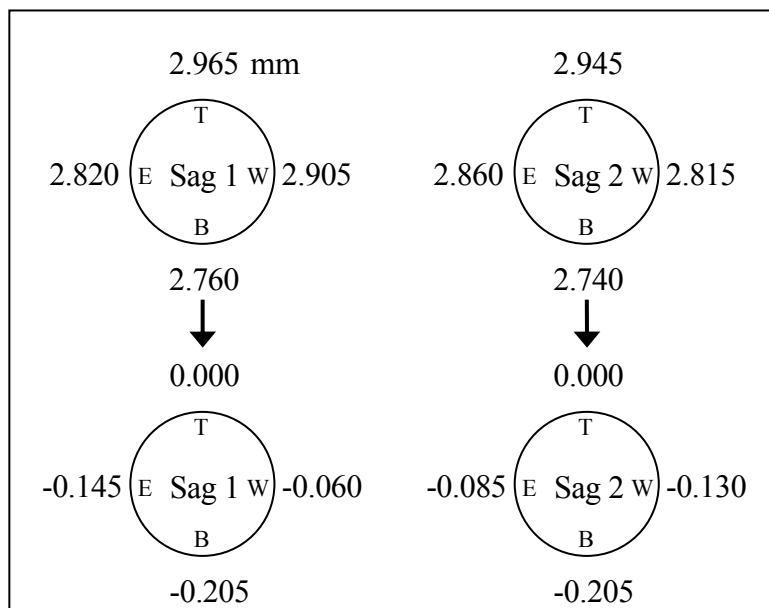 2.965 mm 2.945
T T
2.820 E Sag 1 W 2.905 2.860 E Sag 2 W 2.815
B B
2.760 2.740
0.000 0.000
T T
-0.145 E Sag 1 W -0.060 -0.085 E Sag 2 W -0.130
B B
-0.205 -0.205